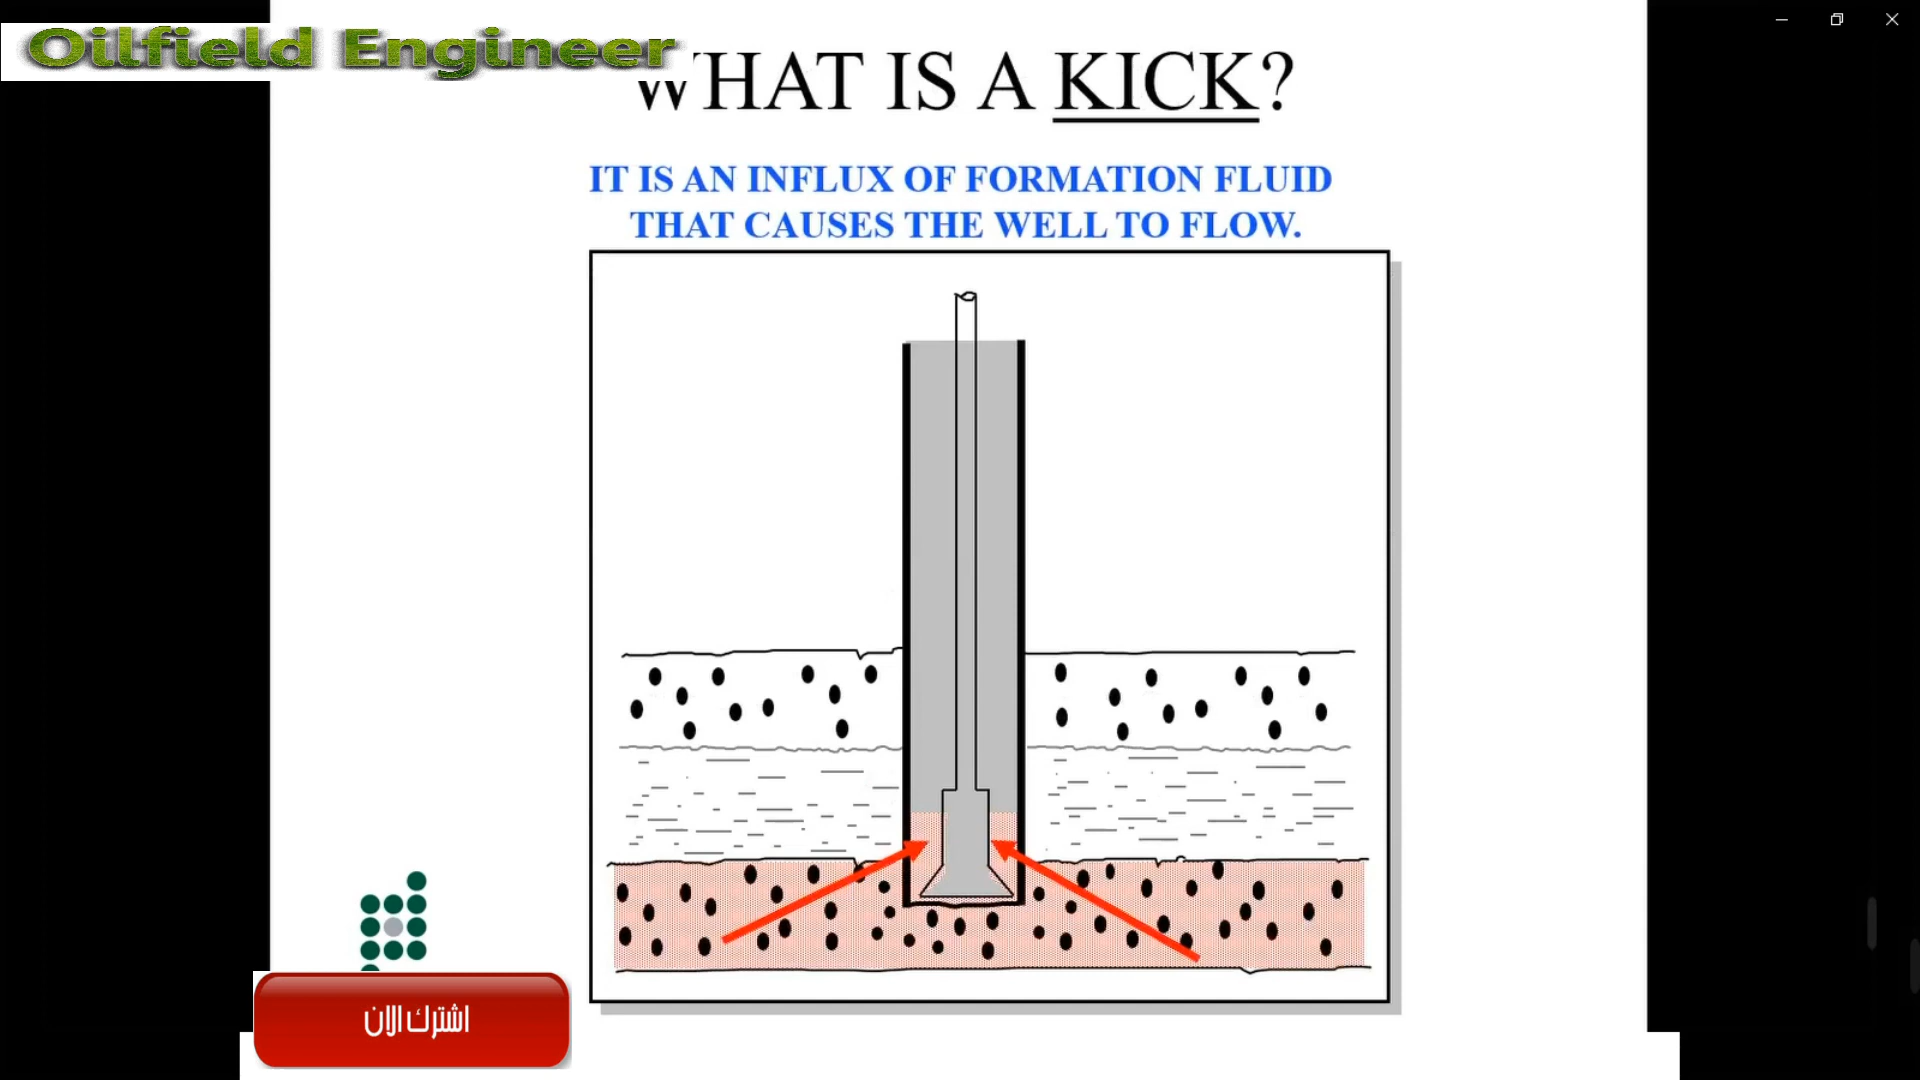 Oilfield Engineer
WHAT IS A KICK?
IT IS AN INFLUX OF FORMATION FLUID
THAT CAUSES THE WELL TO FLOW.
اشترك الان